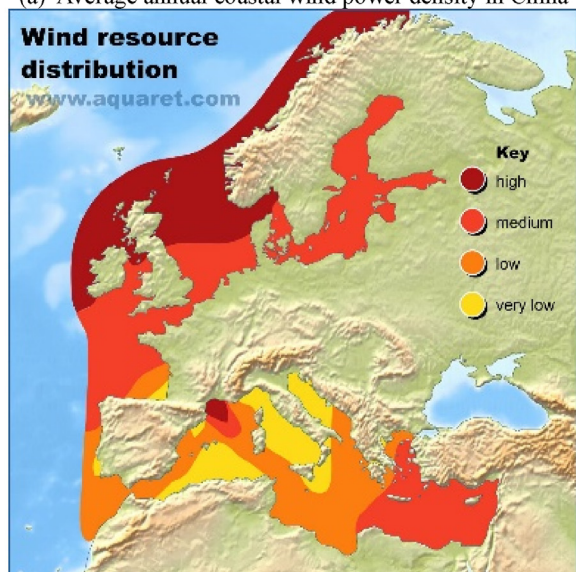 (a) Average annual coastal wind power density in China
Wind resource
distribution
www.aquaret.com
Key
high
medium
low
very low